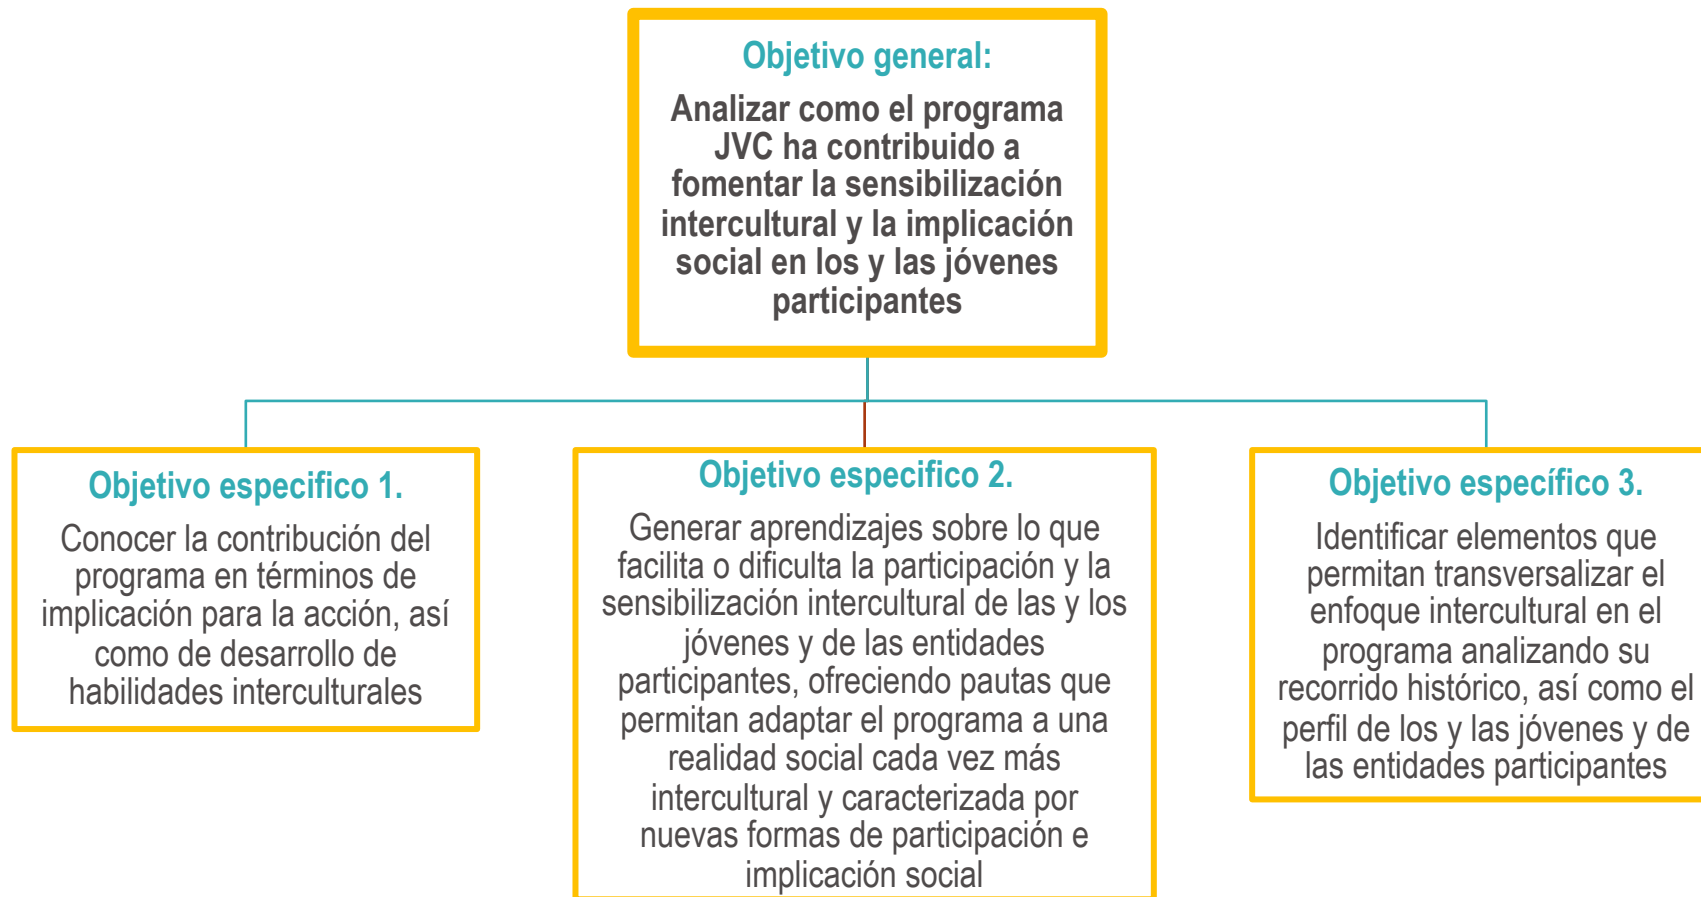 Objetivo general:
Analizar como el programa
JVC ha contribuido a
fomentar la sensibilización
intercultural y la implicación
social en los y las jóvenes
participantes
Objetivo especifico 1.
Conocer la contribución del
programa en términos de
implicación para la acción, así
como de desarrollo de
habilidades interculturales
Objetivo especifico 2.
Generar aprendizajes sobre lo que
facilita o dificulta la participación y la
sensibilización intercultural de las y los
jóvenes y de las entidades
participantes, ofreciendo pautas que
permitan adaptar el programa a una
realidad social cada vez más
intercultural y caracterizada por
nuevas formas de participación e
implicación social
Objetivo específico 3.
Identificar elementos que
permitan transversalizar el
enfoque intercultural en el
programa analizando su
recorrido histórico, así como el
perfil de los y las jóvenes y de
las entidades participantes